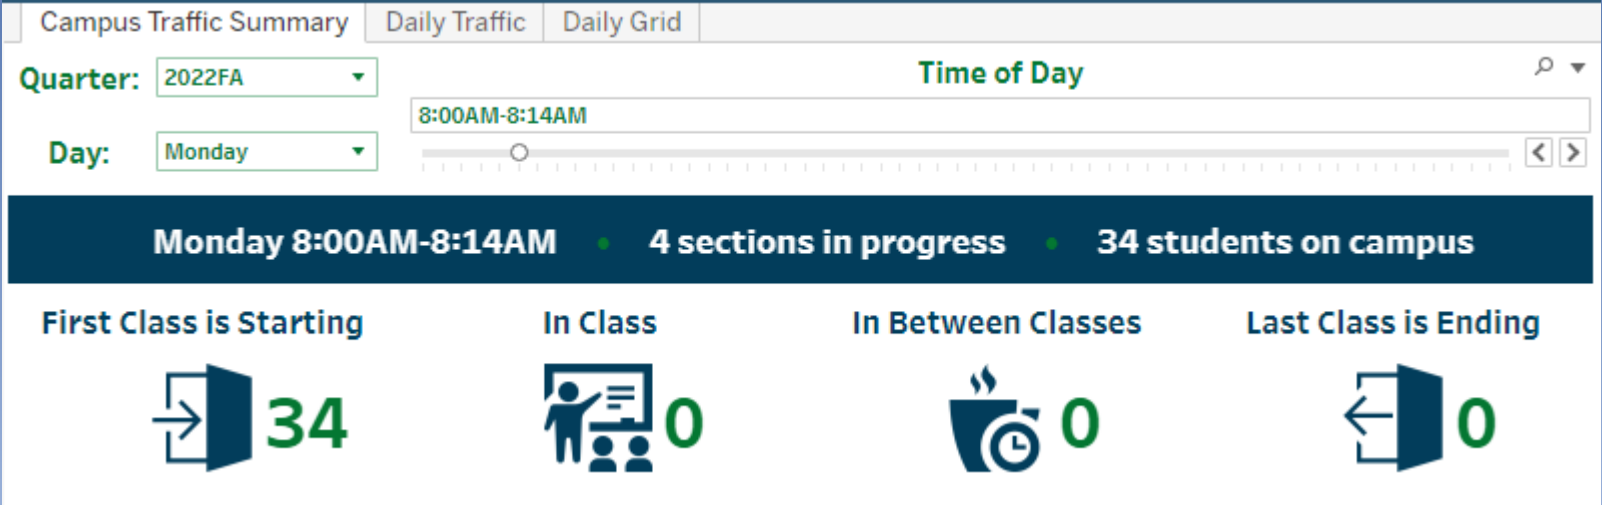 Campus Traffic Summary
Daily Traffic
Daily Grid
Quarter:
2022FA
Time of Day
8:00AM-8:14AM
Day:
Monday
Monday 8:00AM-8:14AM • 4 sections in progress • 34 students on campus
First Class is Starting
In Class
In Between Classes
Last Class is Ending
34
0
0
0